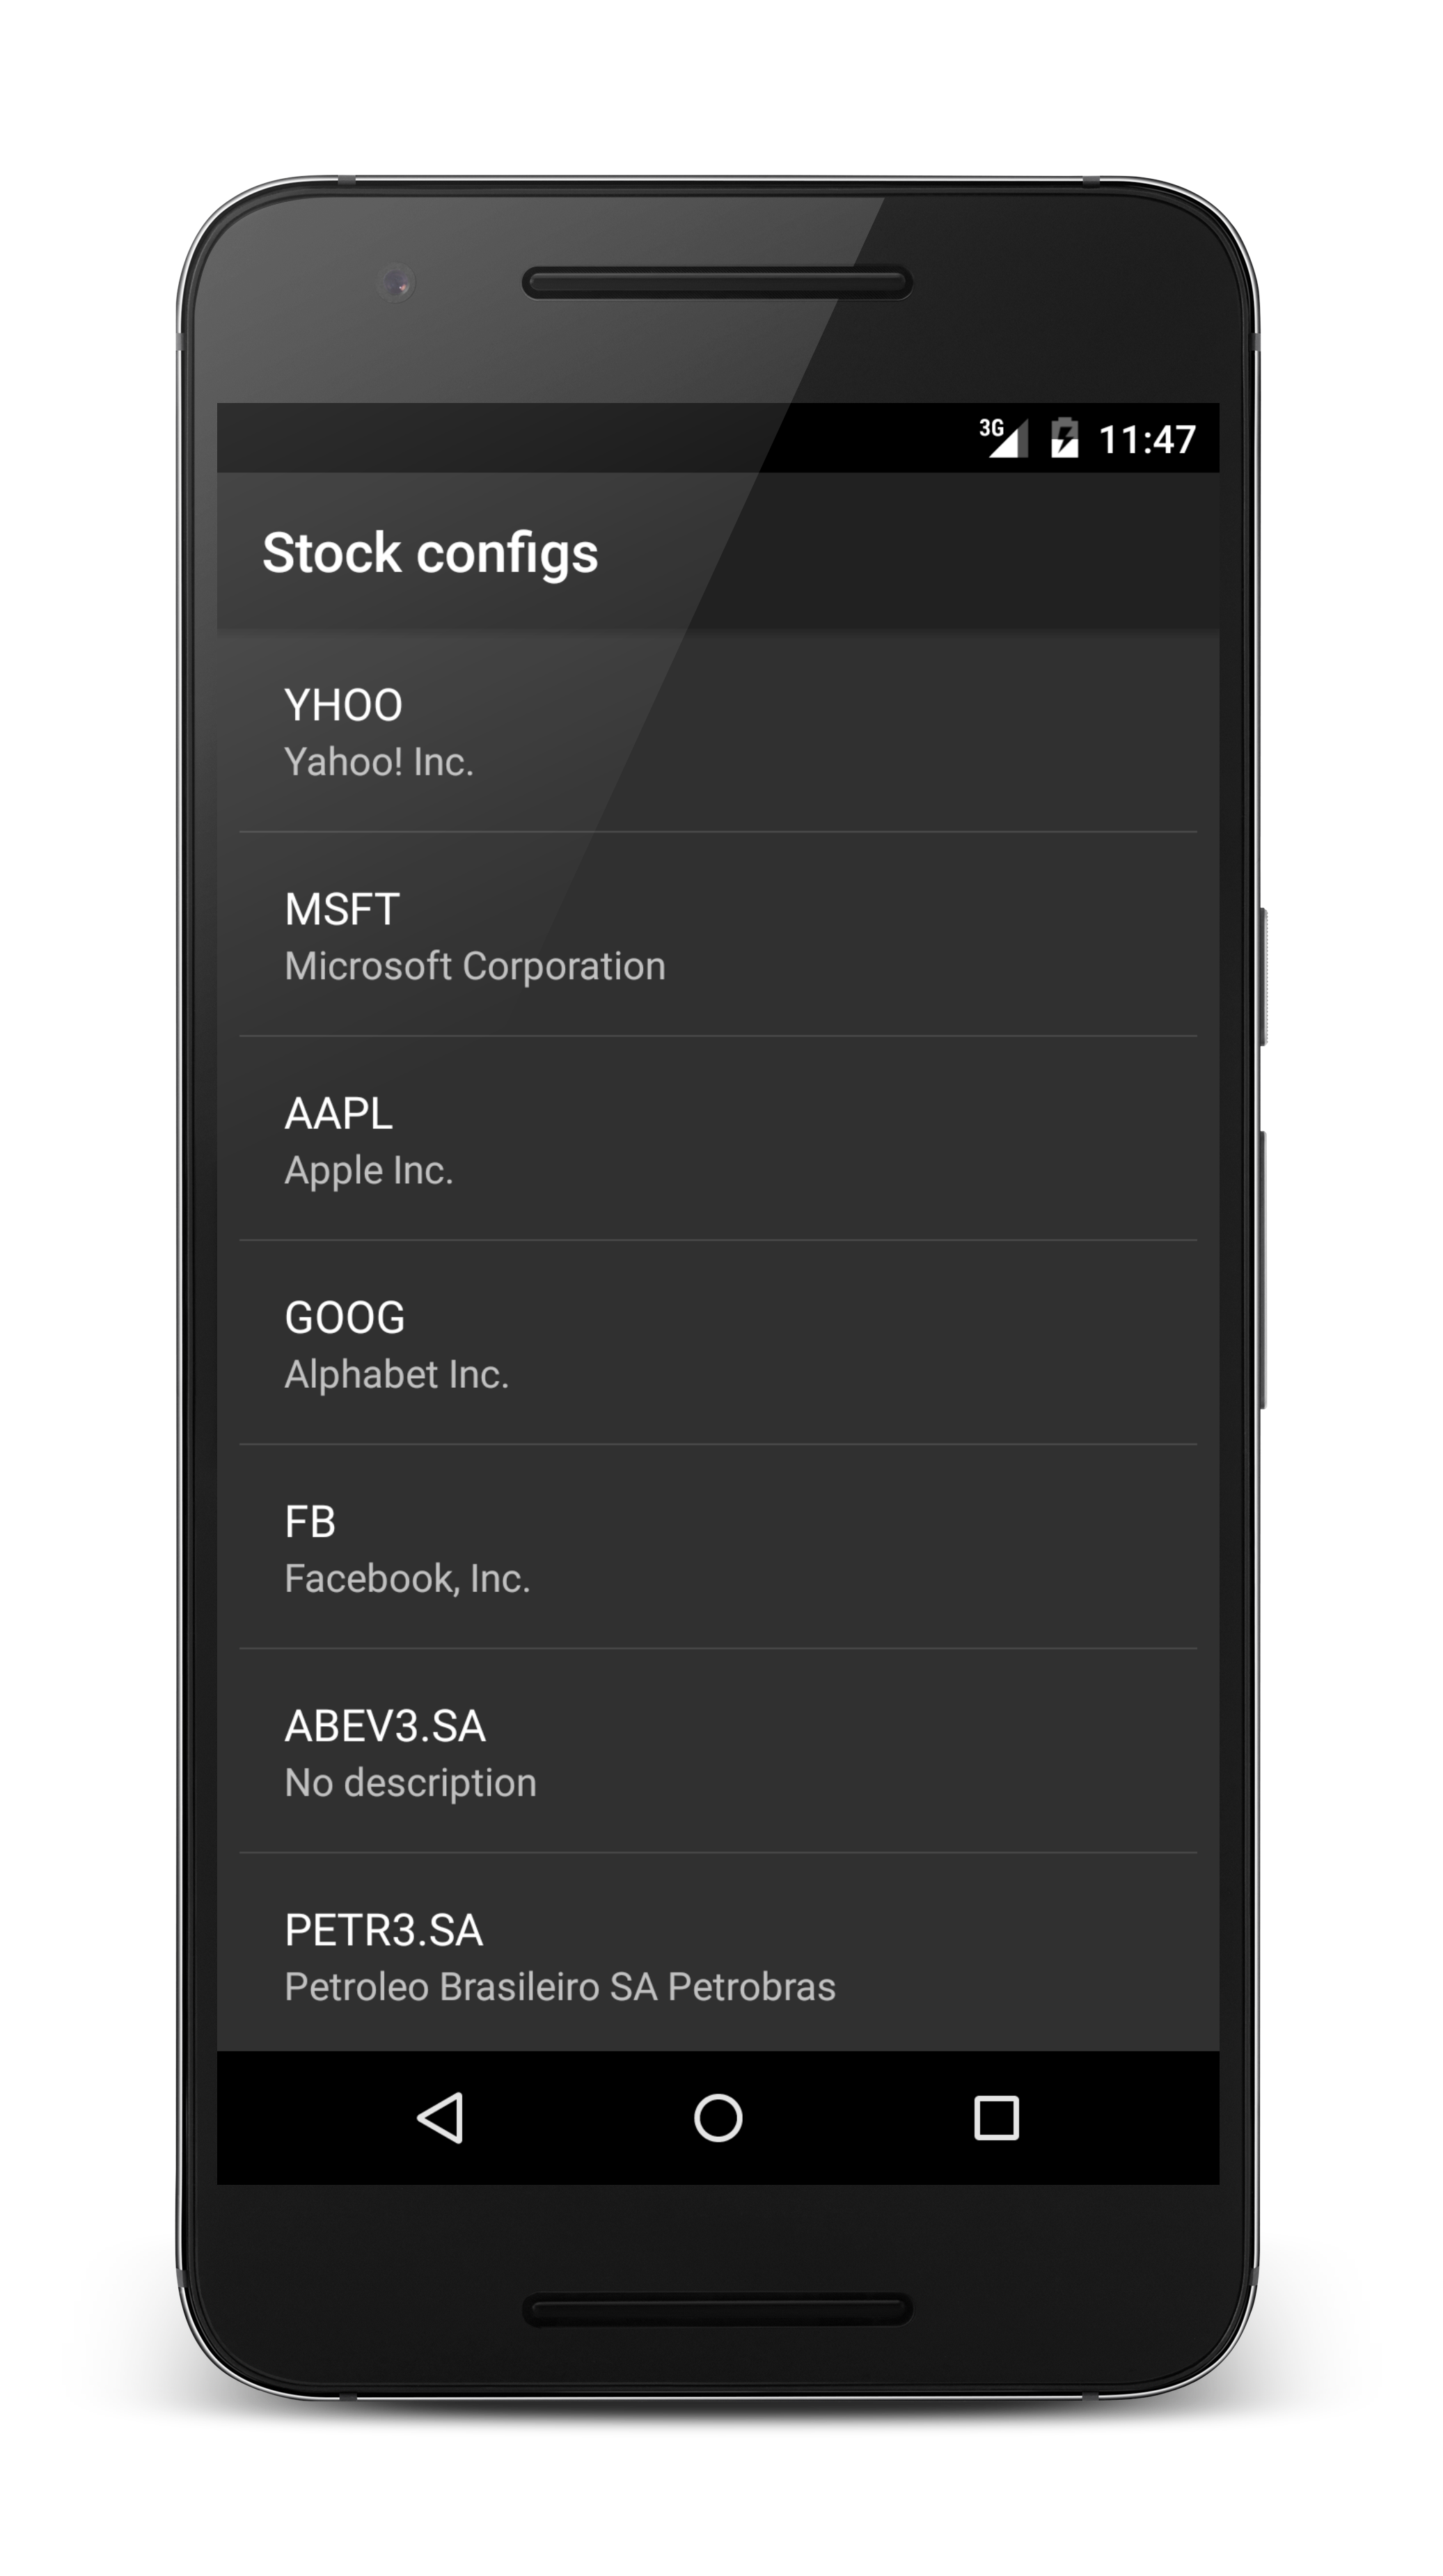 3G 11:47
Stock configs
YHOO
Yahoo! Inc.
MSFT
Microsoft Corporation
AAPL
Apple Inc.
GOOG
Alphabet Inc.
FB
Facebook, Inc.
ABEV3.SA
No description
PETR3.SA
Petroleo Brasileiro SA Petrobras